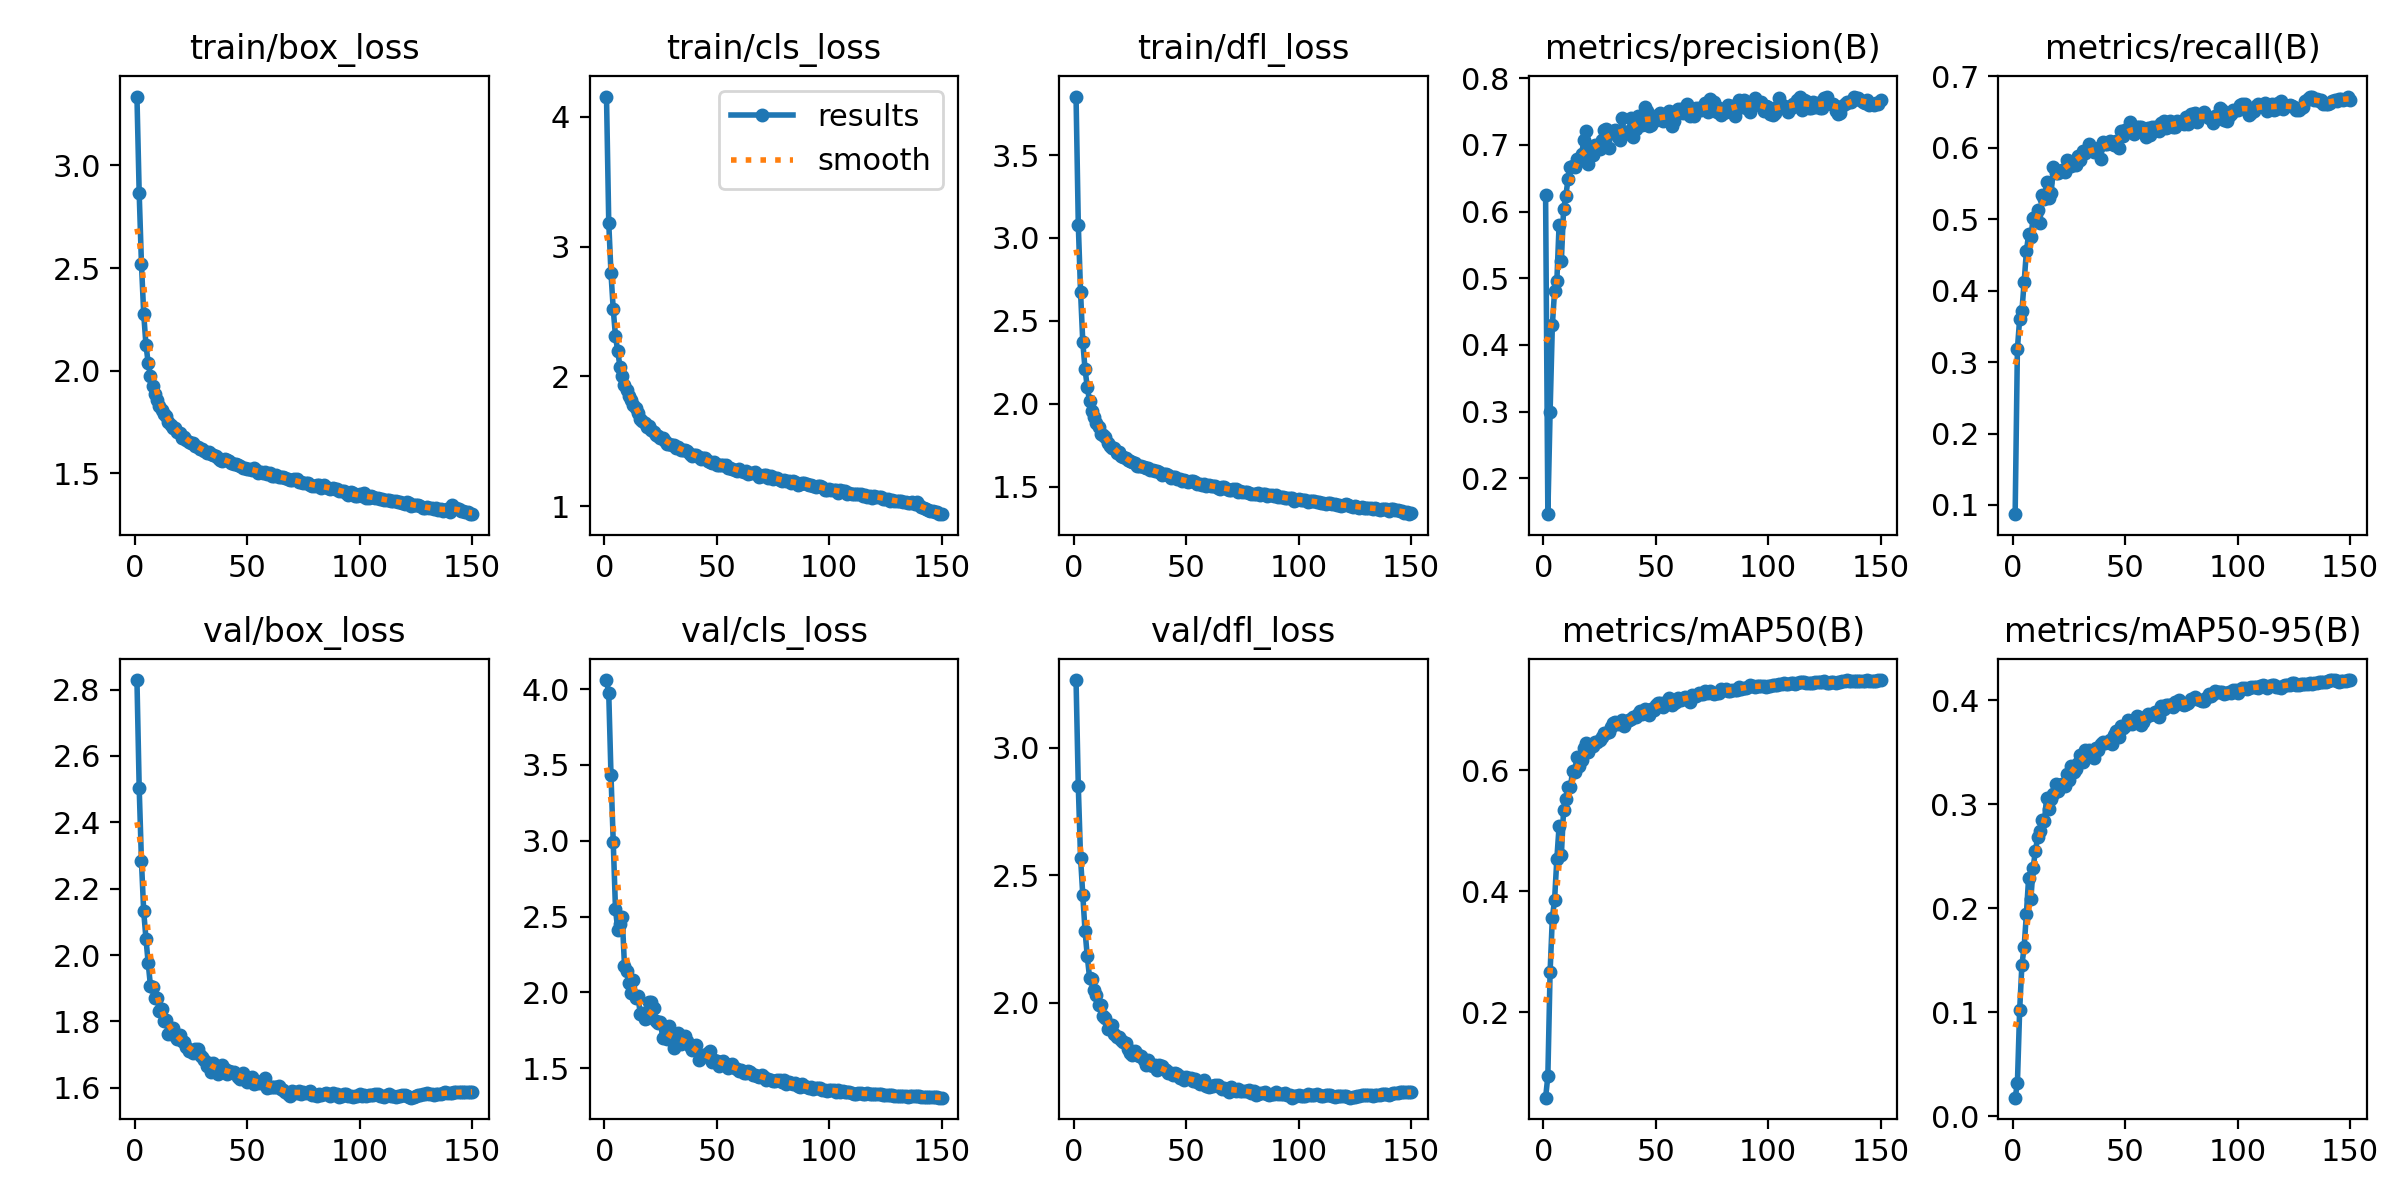 train/box_loss
3.0
2.5
2.0
1.5
0 50 100 150
train/cls_loss
results
smooth
4
3
2
1
0 50 100 150
train/dfl_loss
3.5
3.0
2.5
2.0
1.5
0 50 100 150
metrics/precision(B)
0.8
0.7
0.6
0.5
0.4
0.3
0.2
0 50 100 150
metrics/recall(B)
0.7
0.6
0.5
0.4
0.3
0.2
0.1
0 50 100 150
val/box_loss
2.8
2.6
2.4
2.2
2.0
1.8
1.6
0 50 100 150
val/cls_loss
4.0
3.5
3.0
2.5
2.0
1.5
0 50 100 150
val/dfl_loss
3.0
2.5
2.0
0 50 100 150
metrics/mAP50(B)
0.6
0.4
0.2
0 50 100 150
metrics/mAP50-95(B)
0.4
0.3
0.2
0.1
0.0
0 50 100 150